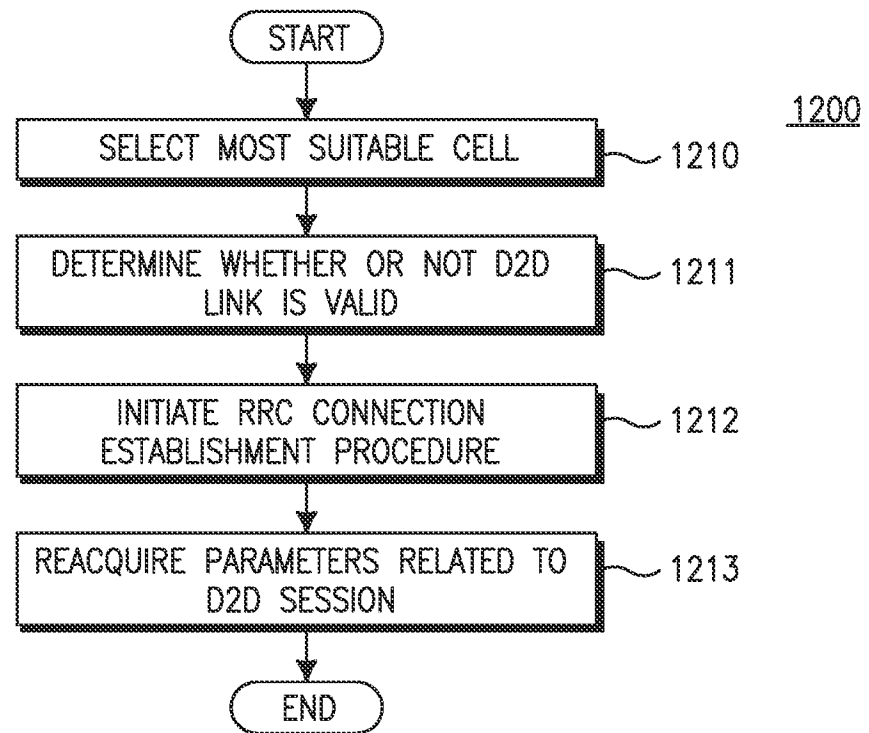 START
1200
SELECT MOST SUITABLE CELL
1210
DETERMINE WHETHER OR NOT D2D
LINK IS VALID
1211
INITIATE RRC CONNECTION
ESTABLISHMENT PROCEDURE
1212
REACQUIRE PARAMETERS RELATED TO
D2D SESSION
1213
END